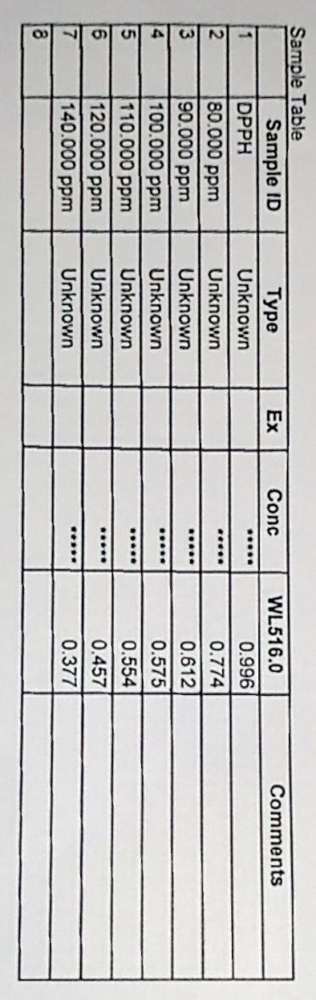 Sample Table
Sample ID Type Ex Conc WL516.0 Comments
1 DPPH Unknown ***** 0.996
2 80.000 ppm Unknown ***** 0.774
3 90.000 ppm Unknown ***** 0.612
4 100.000 ppm Unknown ***** 0.575
5 110.000 ppm Unknown ***** 0.554
6 120.000 ppm Unknown ***** 0.457
7 140.000 ppm Unknown ***** 0.377
8